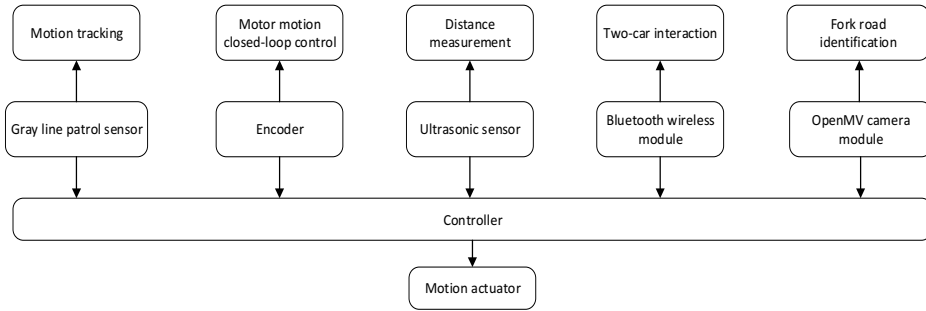 Motion tracking
Motor motion
closed-loop control
Distance
measurement
Two-car interaction
Fork road
identification
Gray line patrol sensor
Encoder
Ultrasonic sensor
Bluetooth wireless
module
OpenMV camera
module
Controller
Motion actuator